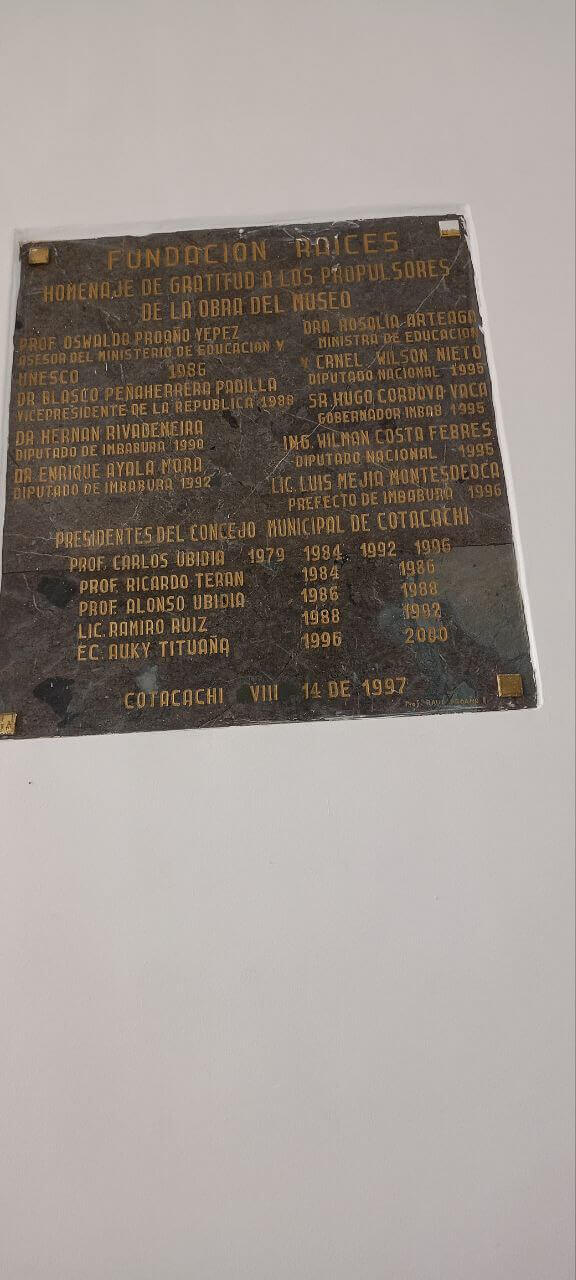 FUNDACION RAICES
HOMENAJE DE GRATITUD A LOS PROPULSORES
DE LA OBRA DEL MUSEO
PROF OSWALDO PROAÑO YEPEZ
ASESOR DEL MINISTERIO DE EDUCACION Y
UNESCO 1986
DR BLASCO PEÑAHERRERA PADILLA
VICEPRESIDENTE DE LA REPUBLICA 1988
DR HERNAN RIVADENEIRA
DIPUTADO DE IMBABURA 1990
DR ENRIQUE AYALA MORA
DIPUTADO DE IMBABURA 1992
DRA ROSALIA ARTEAGA
MINISTRA DE EDUCACION
Y CRNEL. WILSON NIETO
DIPUTADO NACIONAL 1995
SR HUGO CORDOVA VACA
GOBERNADOR IMBAB 1995
ING. WILMAN COSTA FEBRES
DIPUTADO NACIONAL 1995
LIC. LUIS MEJIA MONTESDEOCA
PREFECTO DE IMBABURA 1996
PRESIDENTES DEL CONCEJO MUNICIPAL DE COTACACHI
PROF. CARLOS UBIDIA 1979 1984 1992 1996
PROF. RICARDO TERAN 1984 1986
PROF. ALONSO UBIDIA 1986 1988
LIC. RAMIRO RUIZ 1988 1992
EC. AUKY TITUAÑA 1996 2000
COTACACHI VIII 14 DE 1997